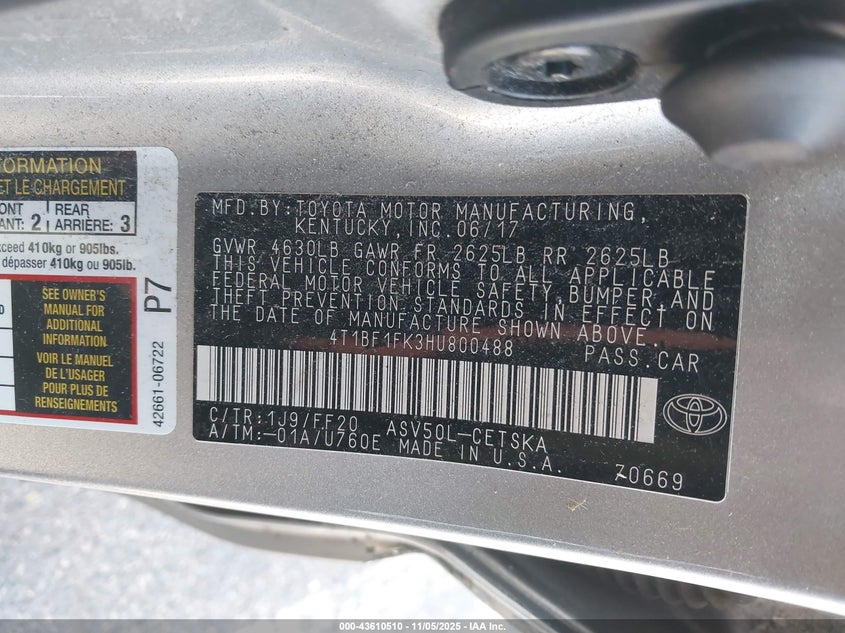 ORMATION
ET LE CHARGEMENT
ONT
ANT: 2
REAR
ARRIÈRE: 3
xceed 410kg or 905lbs.
dépasser 410kg ou 905lb.
SEE OWNER'S
MANUAL FOR
ADDITIONAL
INFORMATION
VOIR LE MANUEL
DE L'USAGER
POUR PLUS DE
RENSEIGNEMENTS
P7
42661-06722
MFD.BY:TOYOTA MOTOR MANUFACTURING,
KENTUCKY,INC.06/17
GVWR 4630LB GAWR FR 2625LB RR 2625LB
THIS VEHICLE CONFORMS TO ALL APPLICABLE
FEDERAL MOTOR VEHICLE SAFETY,BUMPER,AND
THEFT PREVENTION STANDARDS IN EFFECT ON
THE DATE OF MANUFACTURE SHOWN ABOVE.
4T1BF1FK3HU800488 PASS.CAR
C/TR:1J9/FF20 ASV50L-CETSKA
A/TM:-01A/U760E MADE IN U.S.A.
70669
000-43610510 - 11/05/2025 - IAA Inc.